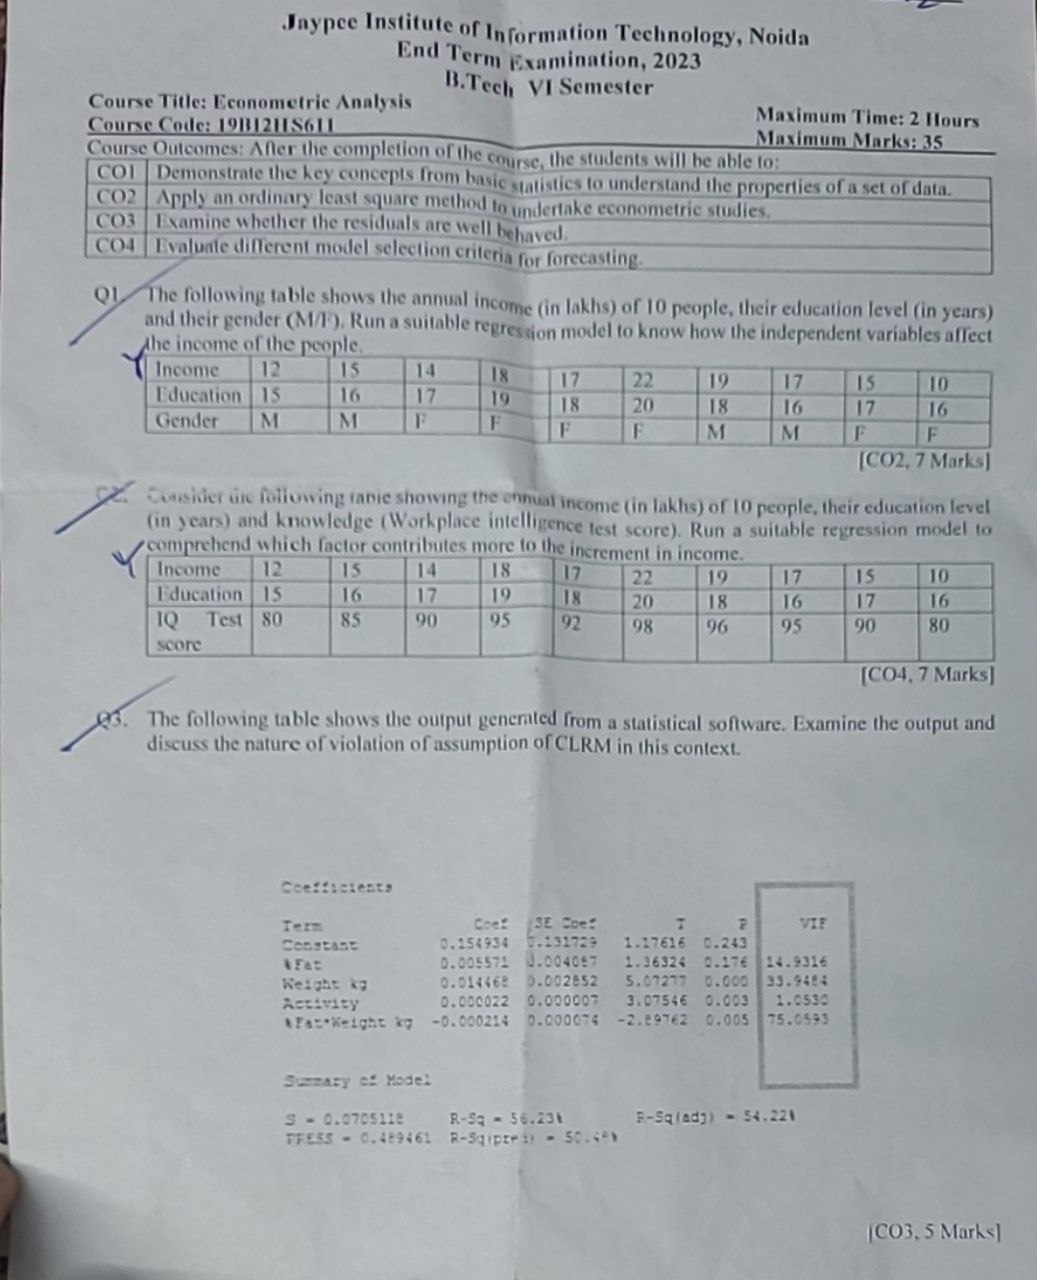 Jaypee Institute of Information Technology, Noida
End Term Examination, 2023
B.Tech VI Semester
Course Title: Econometric Analysis
Maximum Time: 2 Hours
Course Code: 19B12HS611
Maximum Marks: 35
Course Outcomes: After the completion of the course, the students will be able to:
CO1 Demonstrate the key concepts from basic statistics to understand the properties of a set of data.
CO2 Apply an ordinary least square method to undertake econometric studies.
CO3 Examine whether the residuals are well behaved.
CO4 Evaluate different model selection criteria for forecasting.
Q1. The following table shows the annual income (in lakhs) of 10 people, their education level (in years)
and their gender (M/F). Run a suitable regression model to know how the independent variables affect
the income of the people.
Income 12 15 14 18 17 22 19 17 15 10
Education 15 16 17 19 18 20 18 16 17 16
Gender M M F F F F M M F F
[CO2, 7 Marks]
Q2. Consider the following table showing the annual income (in lakhs) of 10 people, their education level
(in years) and knowledge (Workplace intelligence test score). Run a suitable regression model to
comprehend which factor contributes more to the increment in income.
Income 12 15 14 18 17 22 19 17 15 10
Education 15 16 17 19 18 20 18 16 17 16
IQ Test 80 85 90 95 92 98 96 95 90 80
score
[CO4, 7 Marks]
Q3. The following table shows the output generated from a statistical software. Examine the output and
discuss the nature of violation of assumption of CLRM in this context.
Coefficients
Term Coef SE Coef T P VIF
Constant 0.154934 0.131729 1.17616 0.243
%Fat 0.005571 0.004087 1.36324 0.176 14.9316
Weight kg 0.014468 0.002852 5.07277 0.000 33.9484
Activity 0.000022 0.000007 3.07546 0.003 1.0530
%Fat*Weight kg -0.000214 0.000074 -2.89762 0.005 75.0593
Summary of Model
S = 0.0705118 R-Sq = 56.23% R-Sq(adj) = 54.22%
PRESS = 0.489461 R-Sq(pred) = 50.48%
[CO3, 5 Marks]